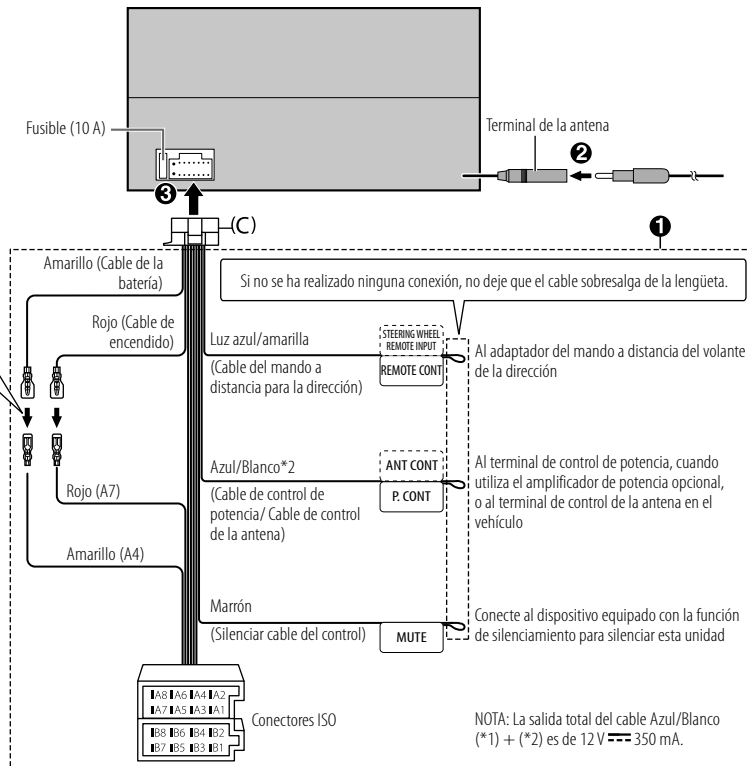 Fusible (10 A)
Terminal de la antena
❷
❸
(C)
❶
Amarillo (Cable de la
batería)
Si no se ha realizado ninguna conexión, no deje que el cable sobresalga de la lengüeta.
Rojo (Cable de
encendido)
Luz azul/amarilla
(Cable del mando a
distancia para la dirección)
STEERING WHEEL
REMOTE INPUT
REMOTE CONT
Al adaptador del mando a distancia del volante
de la dirección
Azul/Blanco*2
(Cable de control de
potencia/ Cable de control
de la antena)
ANT CONT
P. CONT
Al terminal de control de potencia, cuando
utiliza el amplificador de potencia opcional,
o al terminal de control de la antena en el
vehículo
Rojo (A7)
Amarillo (A4)
Marrón
(Silenciar cable del control)
MUTE
Conecte al dispositivo equipado con la función
de silenciamiento para silenciar esta unidad
A8 A6 A4 A2
A7 A5 A3 A1
B8 B6 B4 B2
B7 B5 B3 B1
Conectores ISO
NOTA: La salida total del cable Azul/Blanco
(*1) + (*2) es de 12 V ⎓ 350 mA.